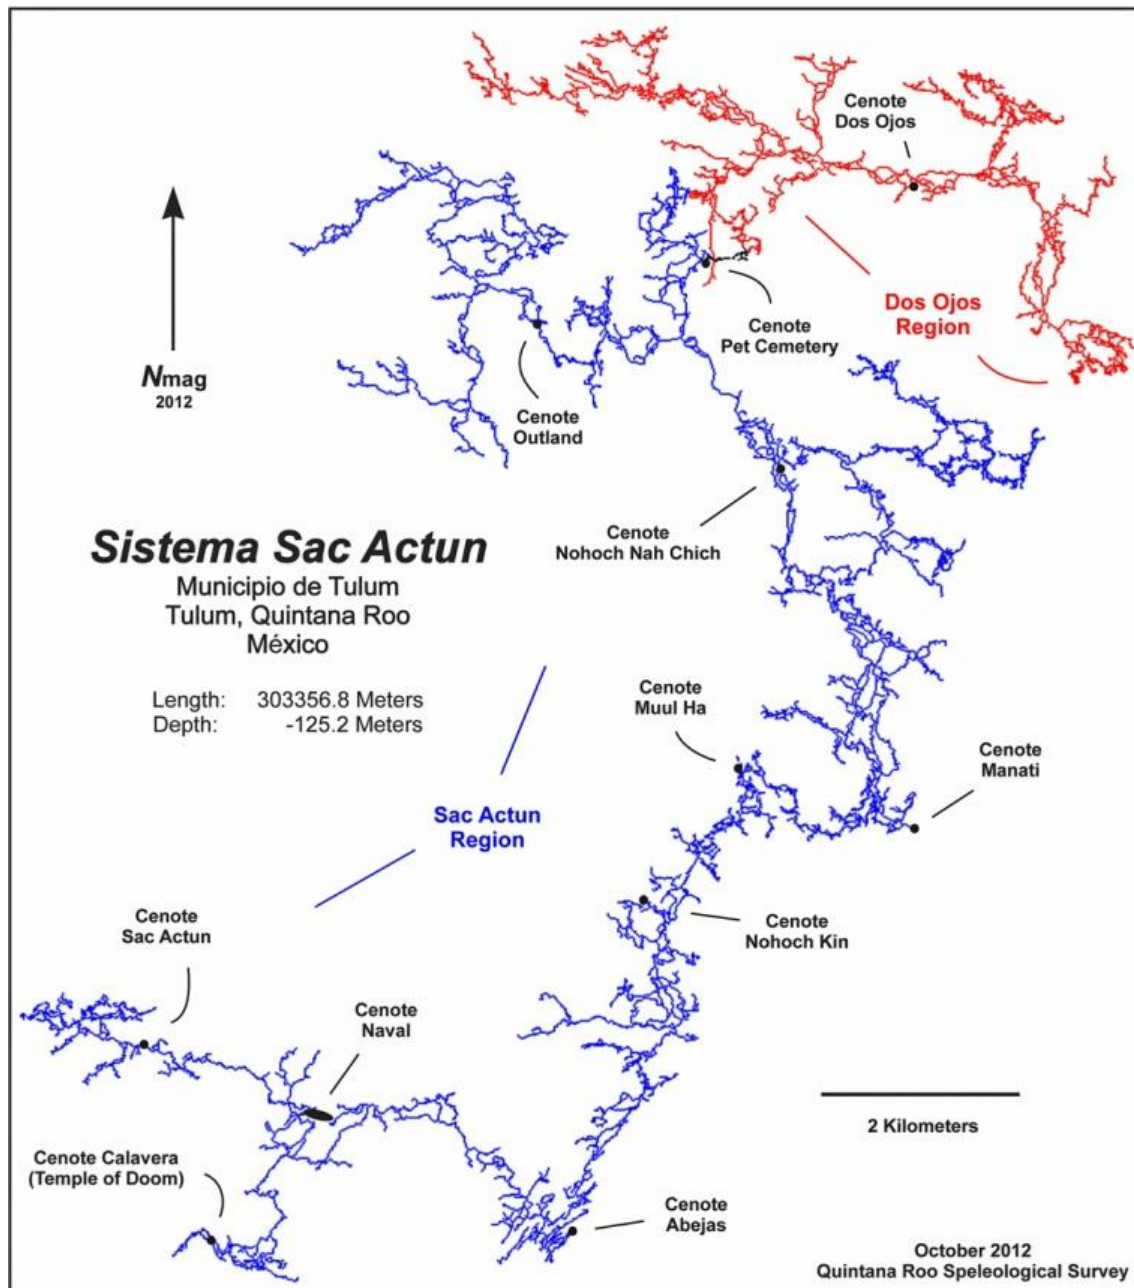 Cenote
Dos Ojos
Dos Ojos
Region
Cenote
Pet Cemetery
Nmag
2012
Cenote
Outland
Cenote
Nohoch Nah Chich
Sistema Sac Actun
Municipio de Tulum
Tulum, Quintana Roo
México
Length: 303356.8 Meters
Depth: -125.2 Meters
Cenote
Muul Ha
Cenote
Manati
Sac Actun
Region
Cenote
Sac Actun
Cenote
Nohoch Kin
Cenote
Naval
2 Kilometers
Cenote Calavera
(Temple of Doom)
Cenote
Abejas
October 2012
Quintana Roo Speleological Survey